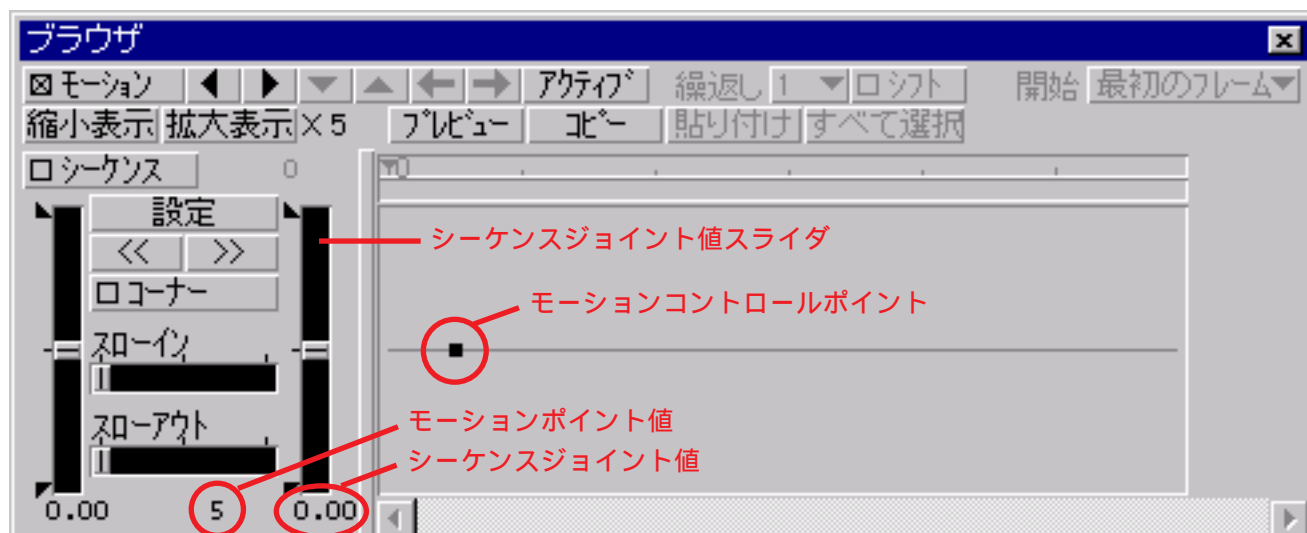 ブラウザ
モーション アクティブ 繰返し 1 シフト 開始 最初のフレーム
縮小表示 拡大表示 ×5 プレビュー コピー 貼り付け すべて選択
シーケンス 0 0
設定
シーケンスジョイント値スライダ
<< >>
コーナー
モーションコントロールポイント
スローイン
モーションポイント値
スローアウト
シーケンスジョイント値
0.00 5 0.00